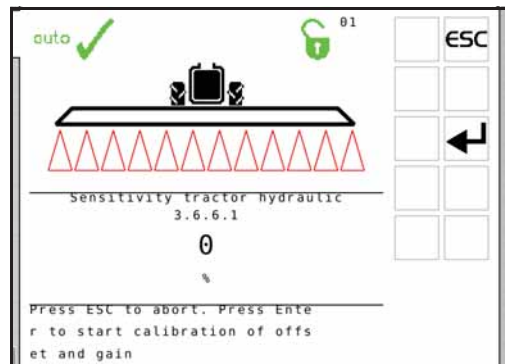 auto
01
ESC
Sensitivity tractor hydraulic
3.6.6.1
0
%
Press ESC to abort. Press Ente
r to start calibration of offs
et and gain